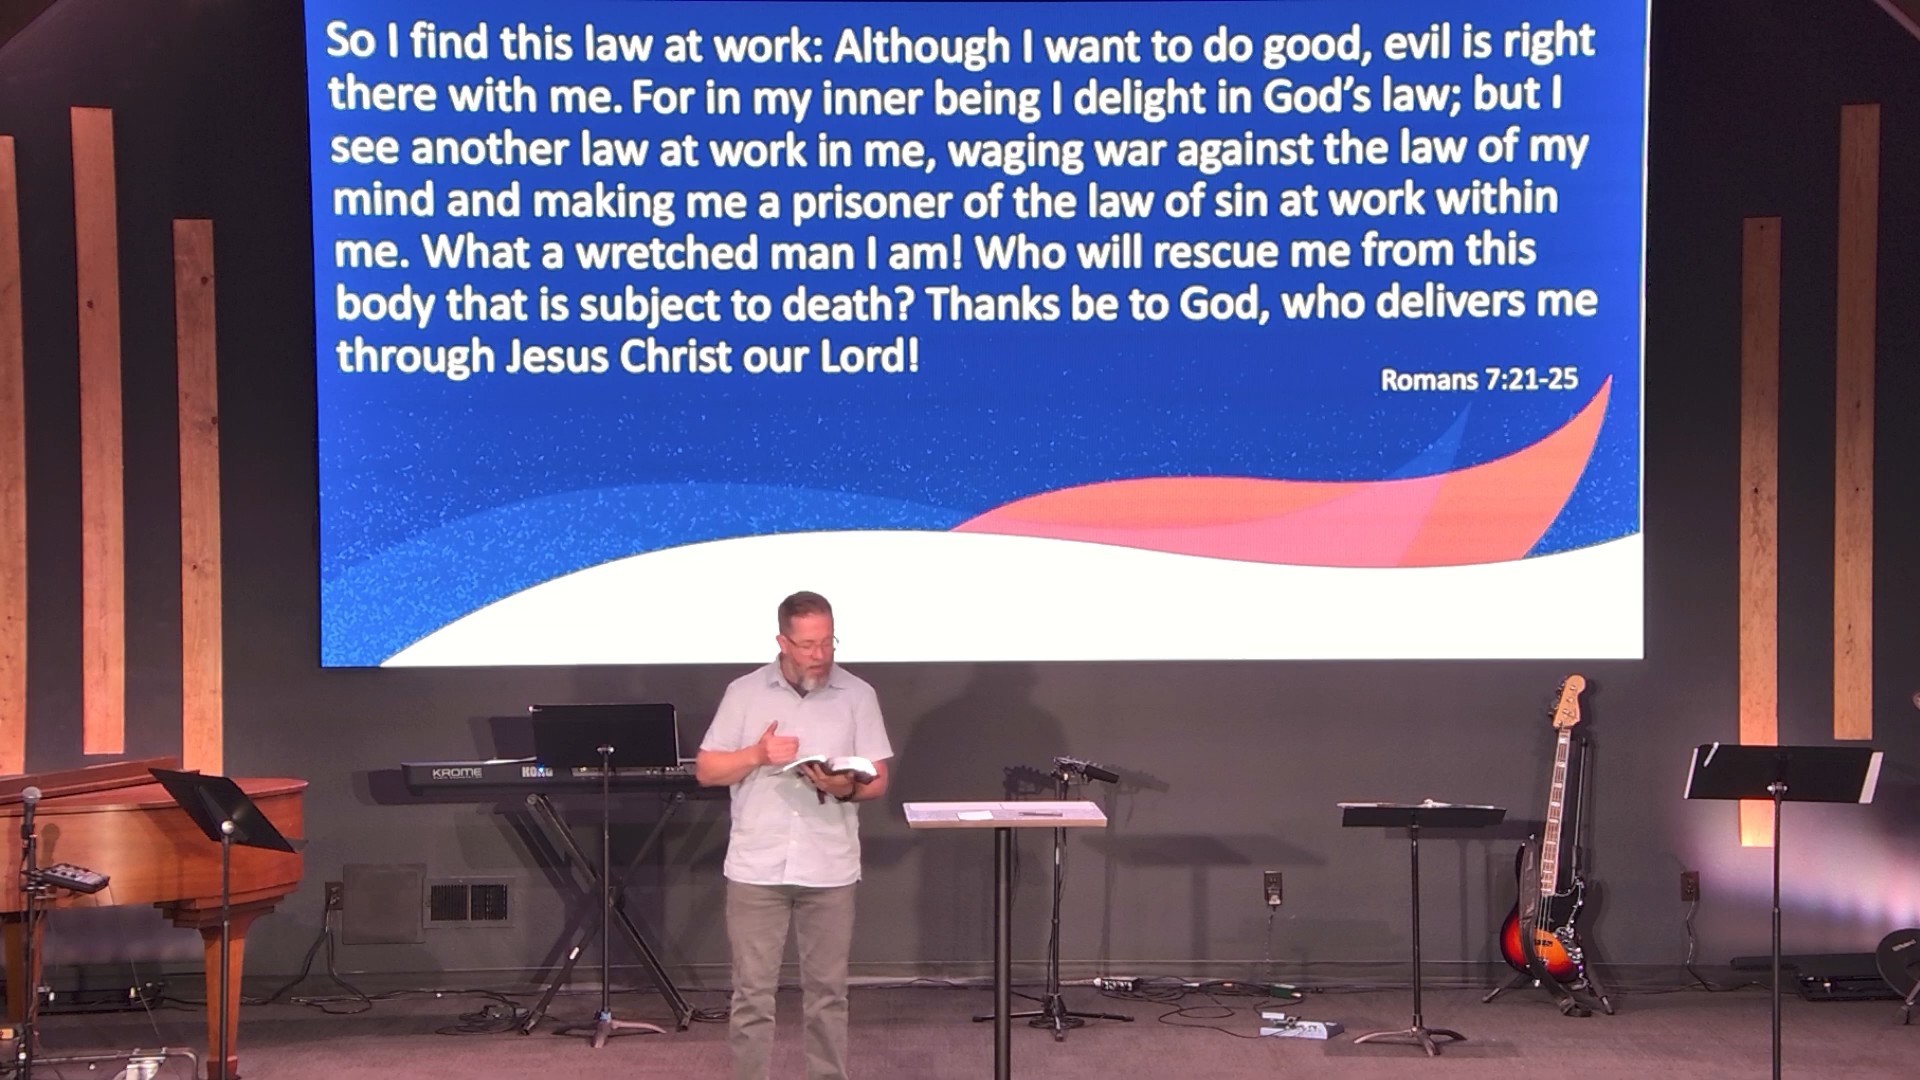 So I find this law at work: Although I want to do good, evil is right
there with me. For in my inner being I delight in God’s law; but I
see another law at work in me, waging war against the law of my
mind and making me a prisoner of the law of sin at work within
me. What a wretched man I am! Who will rescue me from this
body that is subject to death? Thanks be to God, who delivers me
through Jesus Christ our Lord!
Romans 7:21-25
KROME
KORG